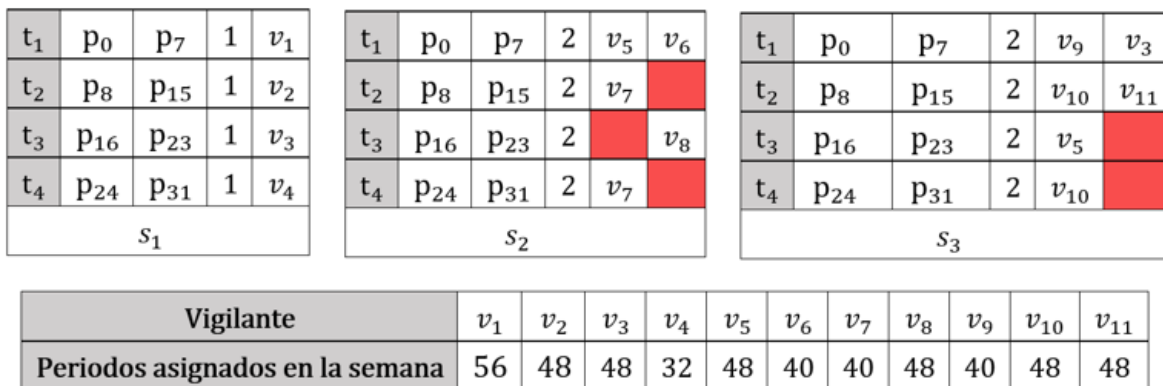 t₁ p₀ p₇ 1 v₁
t₂ p₈ p₁₅ 1 v₂
t₃ p₁₆ p₂₃ 1 v₃
t₄ p₂₄ p₃₁ 1 v₄
s₁
t₁ p₀ p₇ 2 v₅ v₆
t₂ p₈ p₁₅ 2 v₇
t₃ p₁₆ p₂₃ 2 v₈
t₄ p₂₄ p₃₁ 2 v₇
s₂
t₁ p₀ p₇ 2 v₉ v₃
t₂ p₈ p₁₅ 2 v₁₀ v₁₁
t₃ p₁₆ p₂₃ 2 v₅
t₄ p₂₄ p₃₁ 2 v₁₀
s₃
Vigilante v₁ v₂ v₃ v₄ v₅ v₆ v₇ v₈ v₉ v₁₀ v₁₁
Periodos asignados en la semana 56 48 48 32 48 40 40 48 40 48 48